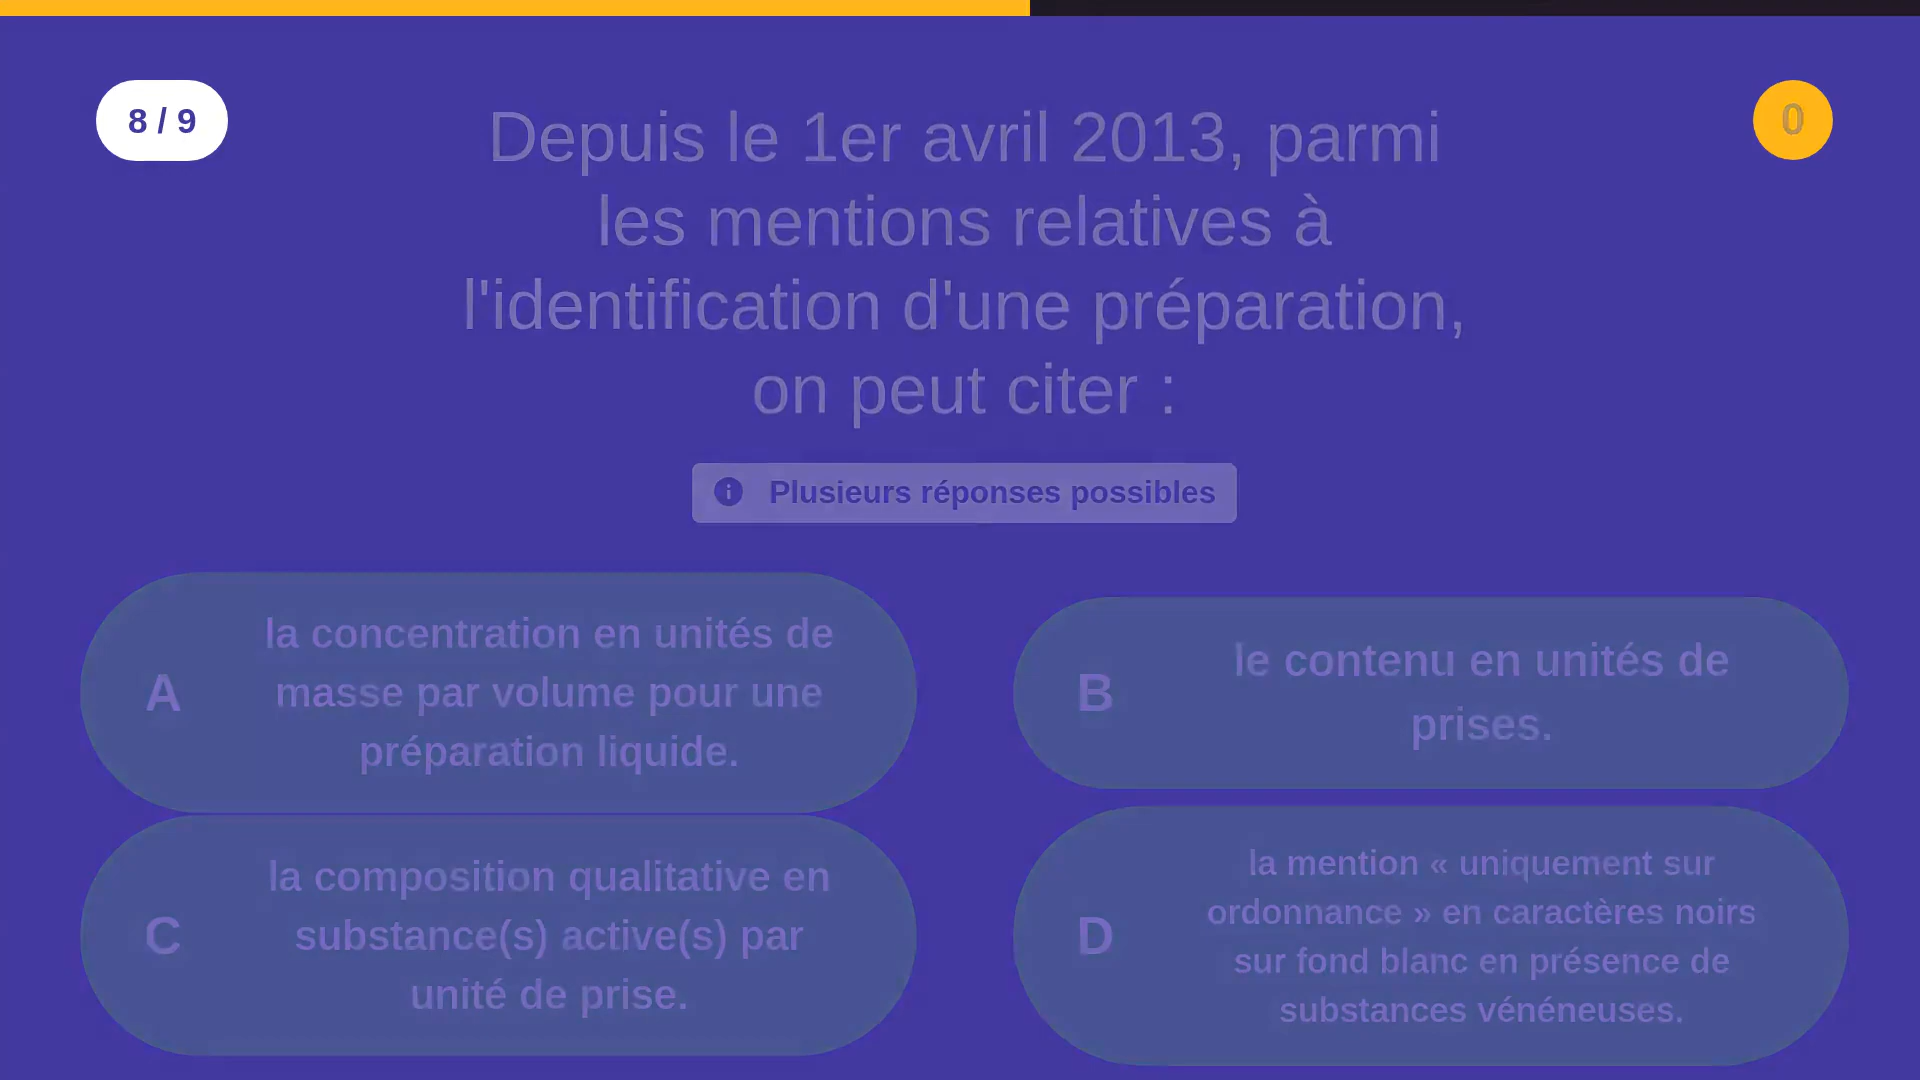 8 / 9
0
Depuis le 1er avril 2013, parmi
les mentions relatives à
l'identification d'une préparation,
on peut citer :
Plusieurs réponses possibles
A
la concentration en unités de
masse par volume pour une
préparation liquide.
B
le contenu en unités de
prises.
C
la composition qualitative en
substance(s) active(s) par
unité de prise.
D
la mention « uniquement sur
ordonnance » en caractères noirs
sur fond blanc en présence de
substances vénéneuses.